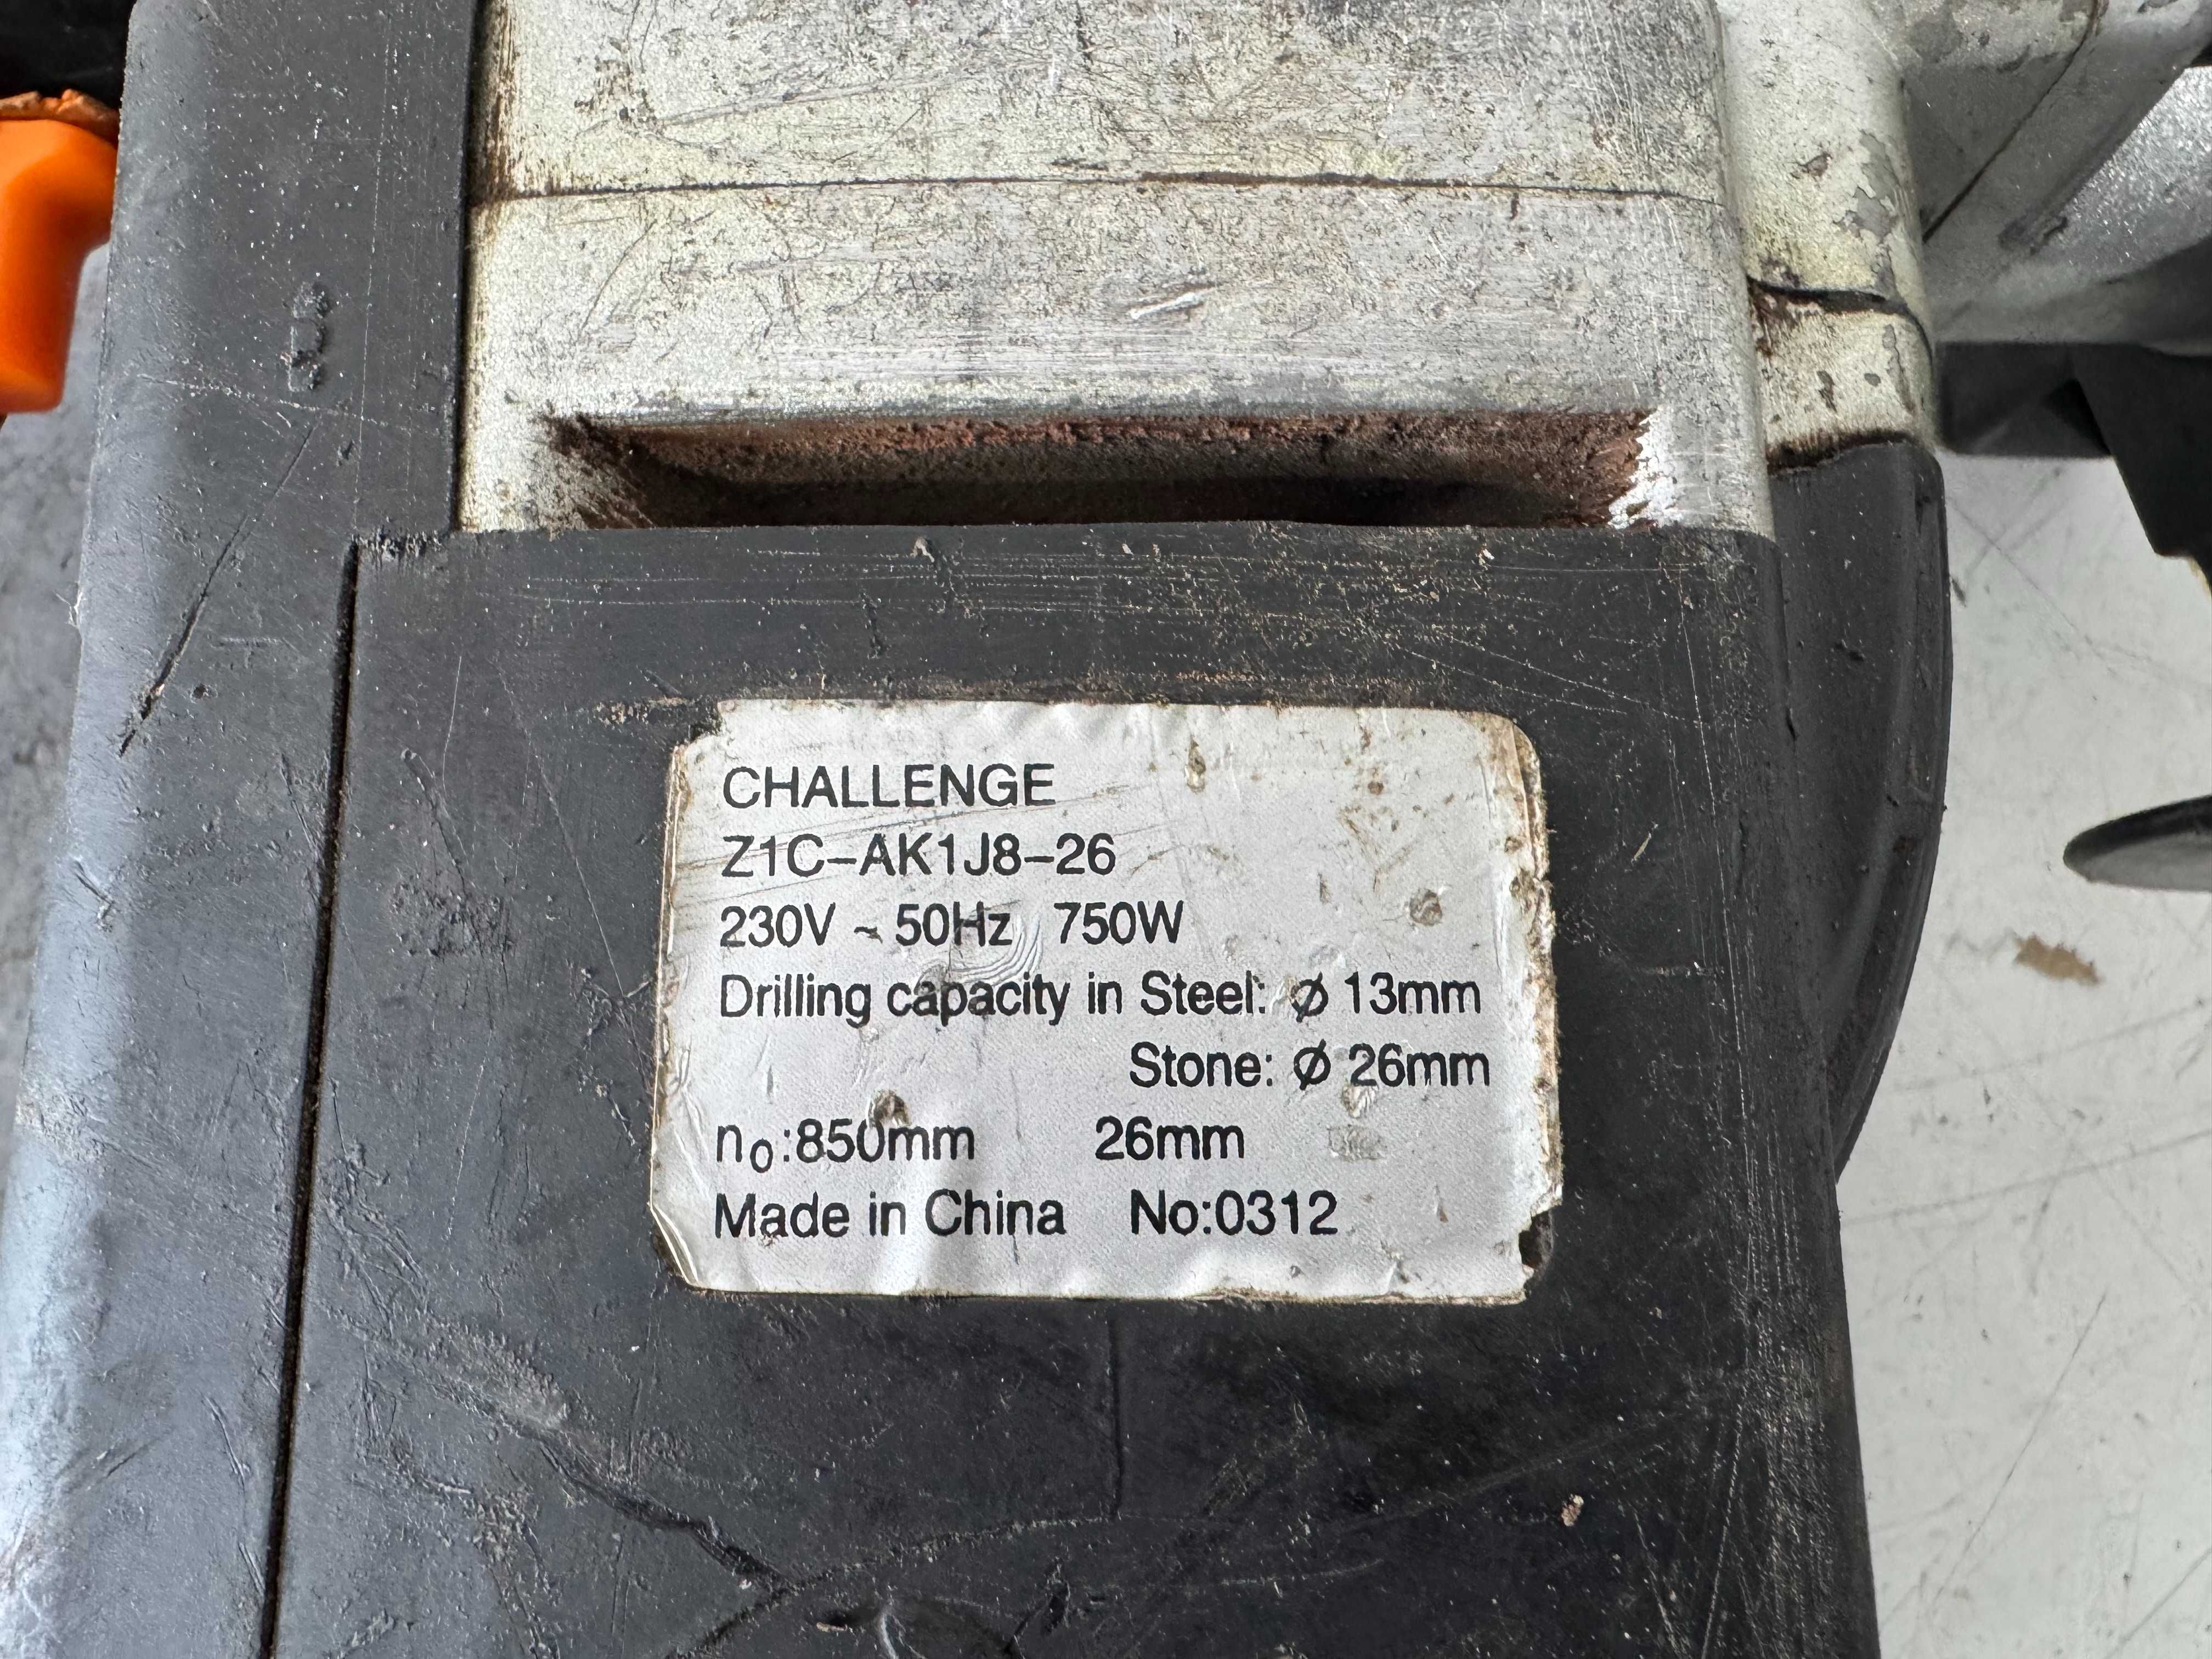 CHALLENGE
Z1C–AK1J8–26
230V ~ 50Hz 750W
Drilling capacity in Steel: ϕ 13mm
Stone: ϕ 26mm
n₀:850mm 26mm
Made in China No:0312